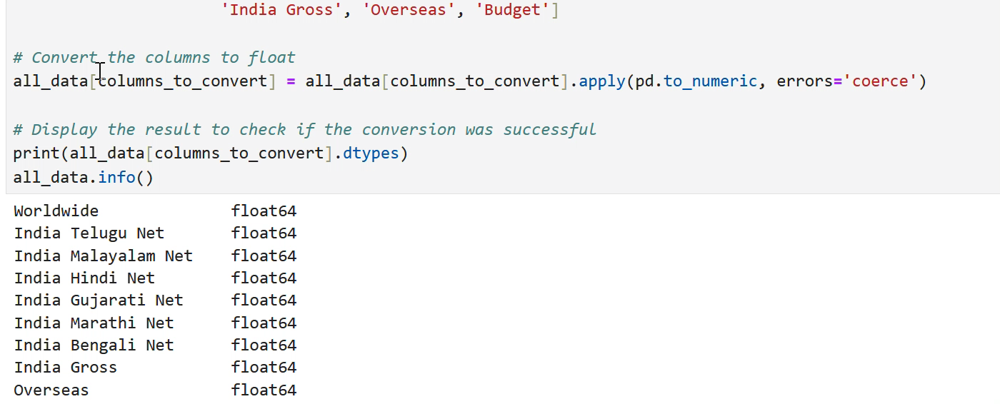 'India Gross', 'Overseas', 'Budget']
# Convert the columns to float
all_data[columns_to_convert] = all_data[columns_to_convert].apply(pd.to_numeric, errors='coerce')
# Display the result to check if the conversion was successful
print(all_data[columns_to_convert].dtypes)
all_data.info()
Worldwide float64
India Telugu Net float64
India Malayalam Net float64
India Hindi Net float64
India Gujarati Net float64
India Marathi Net float64
India Bengali Net float64
India Gross float64
Overseas float64